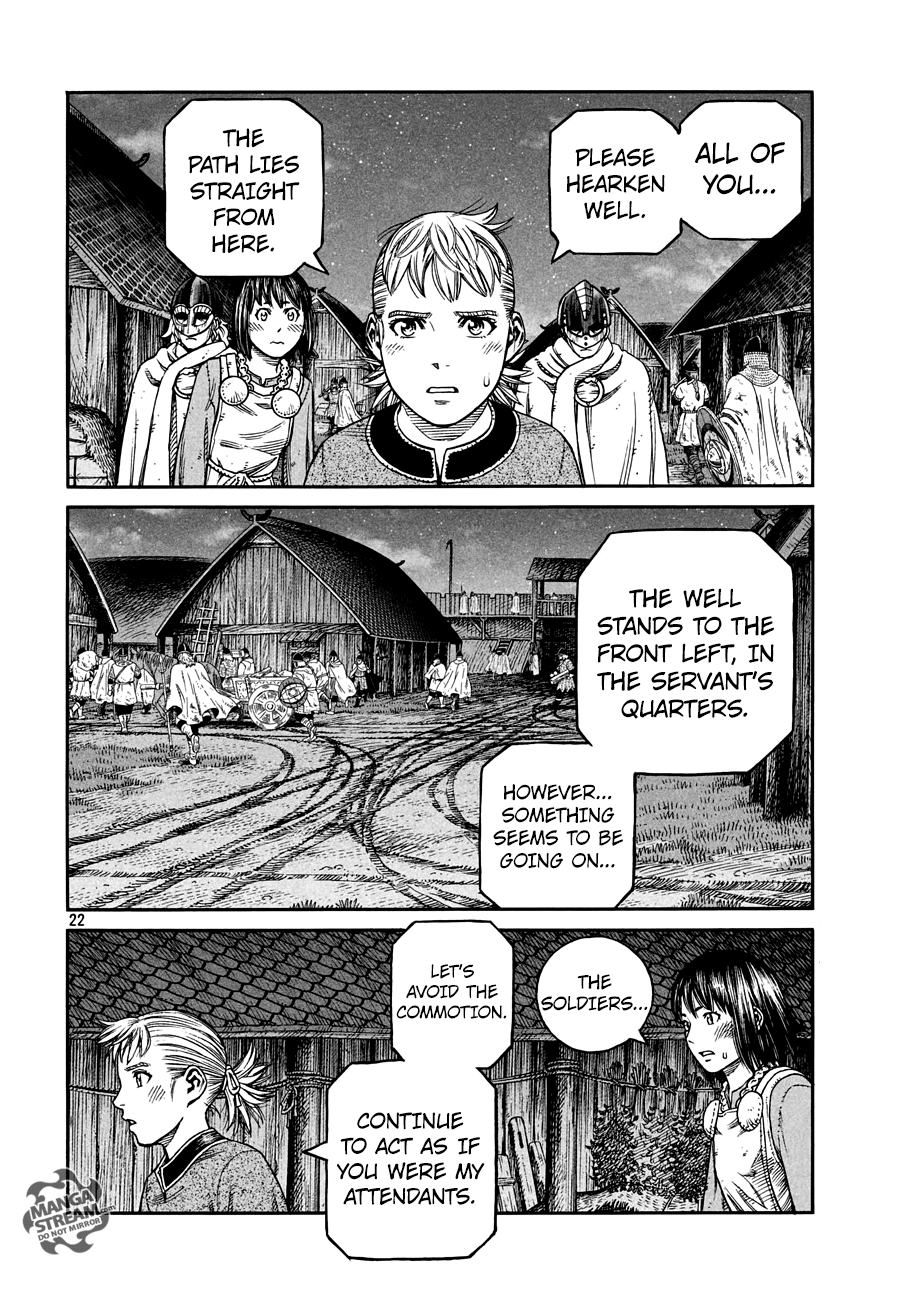 ALL OF
YOU...
PLEASE
HEARKEN
WELL.
THE
PATH LIES
STRAIGHT
FROM
HERE.
THE WELL
STANDS TO THE
FRONT LEFT, IN
THE SERVANT'S
QUARTERS.
HOWEVER...
SOMETHING
SEEMS TO BE
GOING ON...
22
THE
SOLDIERS...
LET'S
AVOID THE
COMMOTION.
CONTINUE
TO ACT AS IF
YOU WERE MY
ATTENDANTS.
MANGA
STREAM
DO NOT MIRROR